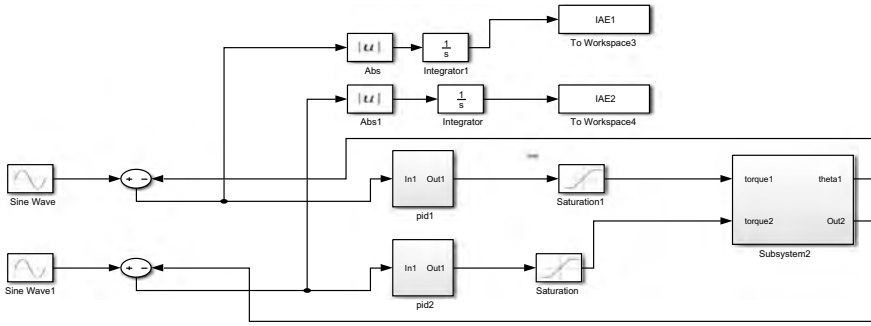 IAE1
To Workspace3
|u|
Abs
1
s
Integrator1
|u|
Abs1
1
s
Integrator
IAE2
To Workspace4
Sine Wave
+ −
In1 Out1
pid1
Saturation1
torque1 theta1
torque2 Out2
Subsystem2
Sine Wave1
+ −
In1 Out1
pid2
Saturation